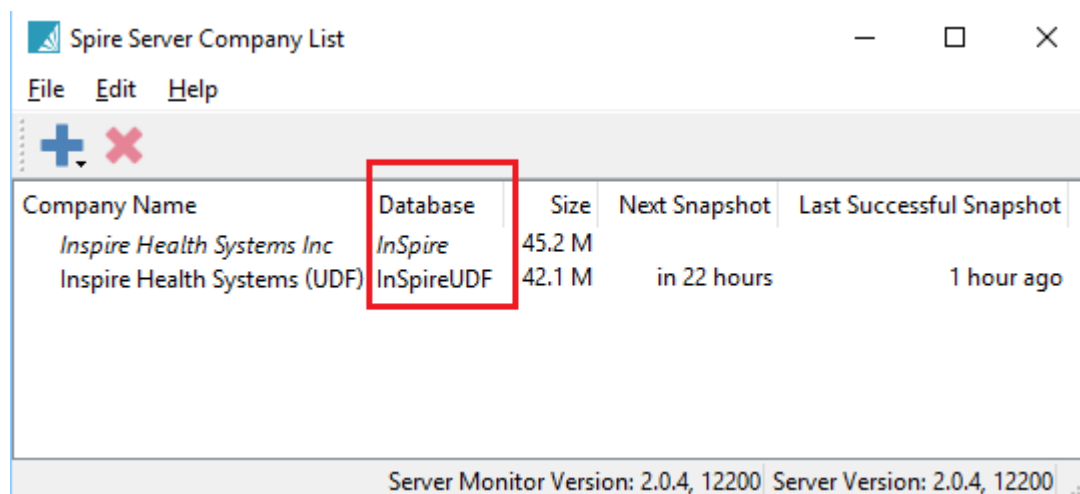 Spire Server Company List
File Edit Help
Company Name Database Size Next Snapshot Last Successful Snapshot
Inspire Health Systems Inc InSpire 45.2 M
Inspire Health Systems (UDF) InSpireUDF 42.1 M in 22 hours 1 hour ago
Server Monitor Version: 2.0.4, 12200 Server Version: 2.0.4, 12200